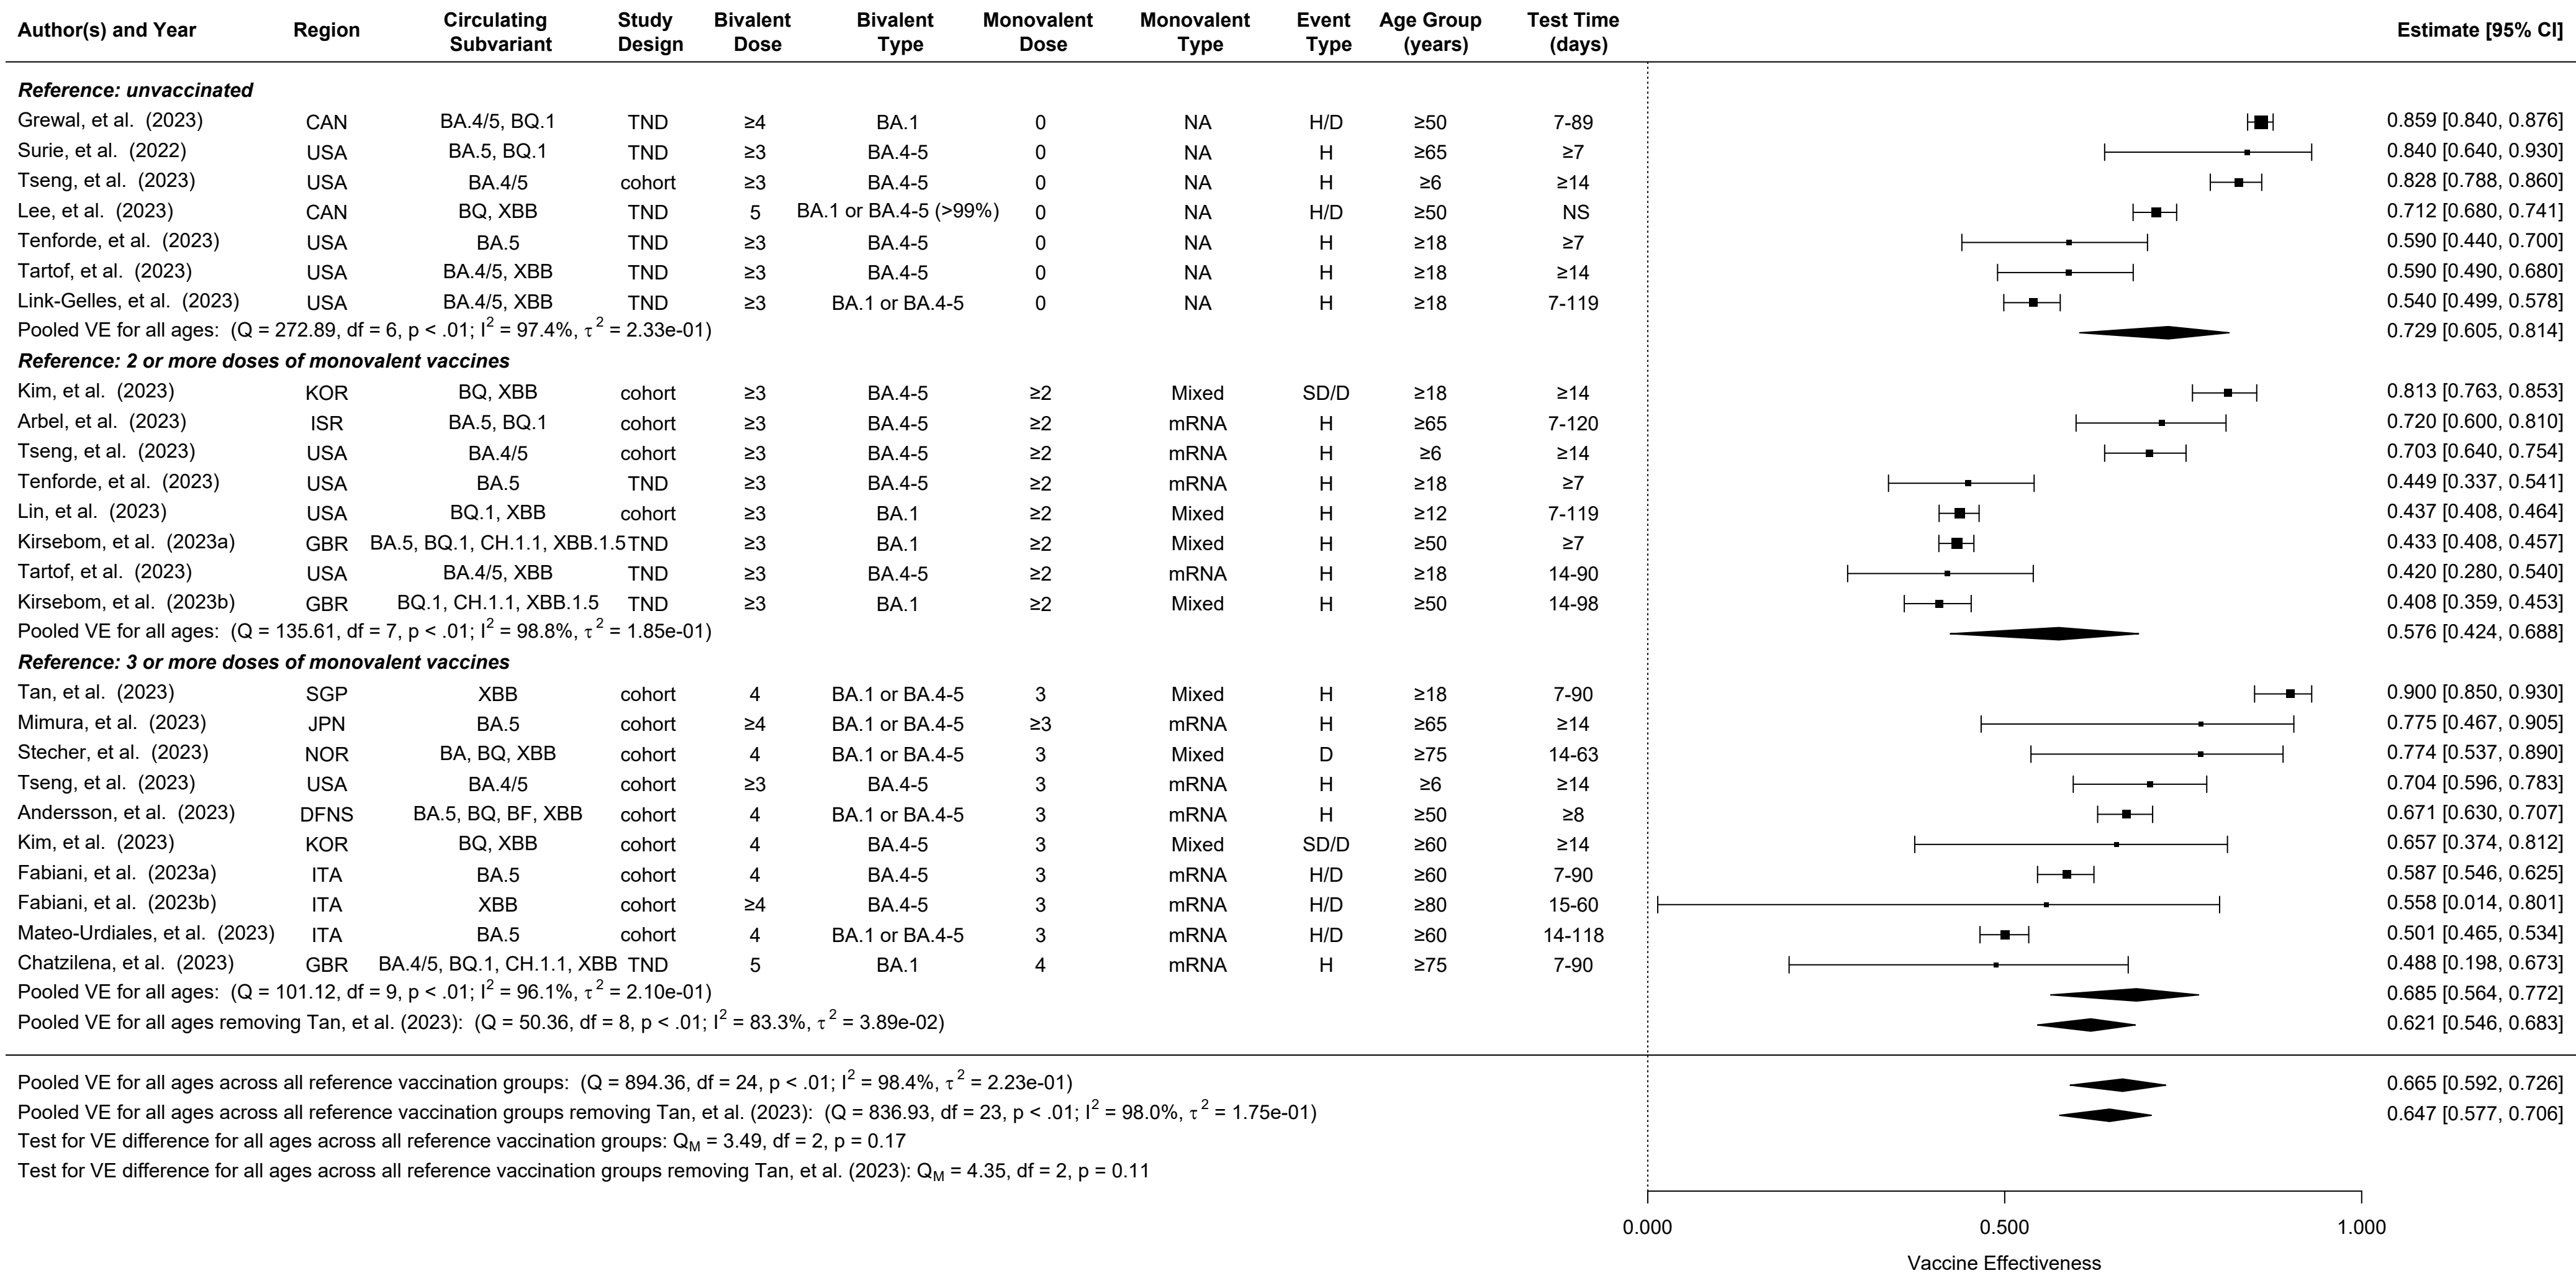 Author(s) and Year Region Circulating Subvariant Study Design Bivalent Dose Bivalent Type Monovalent Dose Monovalent Type Event Type Age Group (years) Test Time (days) Estimate [95% CI]
Reference: unvaccinated
Grewal, et al. (2023) CAN BA.4/5, BQ.1 TND ≥4 BA.1 0 NA H/D ≥50 7-89 0.859 [0.840, 0.876]
Surie, et al. (2022) USA BA.5, BQ.1 TND ≥3 BA.4-5 0 NA H ≥65 ≥7 0.840 [0.640, 0.930]
Tseng, et al. (2023) USA BA.4/5 cohort ≥3 BA.4-5 0 NA H ≥6 ≥14 0.828 [0.788, 0.860]
Lee, et al. (2023) CAN BQ, XBB TND 5 BA.1 or BA.4-5 (>99%) 0 NA H/D ≥50 NS 0.712 [0.680, 0.741]
Tenforde, et al. (2023) USA BA.5 TND ≥3 BA.4-5 0 NA H ≥18 ≥7 0.590 [0.440, 0.700]
Tartof, et al. (2023) USA BA.4/5, XBB TND ≥3 BA.4-5 0 NA H ≥18 ≥14 0.590 [0.490, 0.680]
Link-Gelles, et al. (2023) USA BA.4/5, XBB TND ≥3 BA.1 or BA.4-5 0 NA H ≥18 7-119 0.540 [0.499, 0.578]
Pooled VE for all ages: (Q = 272.89, df = 6, p < .01; I² = 97.4%, τ² = 2.33e-01) 0.729 [0.605, 0.814]
Reference: 2 or more doses of monovalent vaccines
Kim, et al. (2023) KOR BQ, XBB cohort ≥3 BA.4-5 ≥2 Mixed SD/D ≥18 ≥14 0.813 [0.763, 0.853]
Arbel, et al. (2023) ISR BA.5, BQ.1 cohort ≥3 BA.4-5 ≥2 mRNA H ≥65 7-120 0.720 [0.600, 0.810]
Tseng, et al. (2023) USA BA.4/5 cohort ≥3 BA.4-5 ≥2 mRNA H ≥6 ≥14 0.703 [0.640, 0.754]
Tenforde, et al. (2023) USA BA.5 TND ≥3 BA.4-5 ≥2 mRNA H ≥18 ≥7 0.449 [0.337, 0.541]
Lin, et al. (2023) USA BQ.1, XBB cohort ≥3 BA.1 ≥2 Mixed H ≥12 7-119 0.437 [0.408, 0.464]
Kirsebom, et al. (2023a) GBR BA.5, BQ.1, CH.1.1, XBB.1.5 TND ≥3 BA.1 ≥2 Mixed H ≥50 ≥7 0.433 [0.408, 0.457]
Tartof, et al. (2023) USA BA.4/5, XBB TND ≥3 BA.4-5 ≥2 mRNA H ≥18 14-90 0.420 [0.280, 0.540]
Kirsebom, et al. (2023b) GBR BQ.1, CH.1.1, XBB.1.5 TND ≥3 BA.1 ≥2 Mixed H ≥50 14-98 0.408 [0.359, 0.453]
Pooled VE for all ages: (Q = 135.61, df = 7, p < .01; I² = 98.8%, τ² = 1.85e-01) 0.576 [0.424, 0.688]
Reference: 3 or more doses of monovalent vaccines
Tan, et al. (2023) SGP XBB cohort 4 BA.1 or BA.4-5 3 Mixed H ≥18 7-90 0.900 [0.850, 0.930]
Mimura, et al. (2023) JPN BA.5 cohort ≥4 BA.1 or BA.4-5 ≥3 mRNA H ≥65 ≥14 0.775 [0.467, 0.905]
Stecher, et al. (2023) NOR BA, BQ, XBB cohort 4 BA.1 or BA.4-5 3 Mixed D ≥75 14-63 0.774 [0.537, 0.890]
Tseng, et al. (2023) USA BA.4/5 cohort ≥3 BA.4-5 3 mRNA H ≥6 ≥14 0.704 [0.596, 0.783]
Andersson, et al. (2023) DFNS BA.5, BQ, BF, XBB cohort 4 BA.1 or BA.4-5 3 mRNA H ≥50 ≥8 0.671 [0.630, 0.707]
Kim, et al. (2023) KOR BQ, XBB cohort 4 BA.4-5 3 Mixed SD/D ≥60 ≥14 0.657 [0.374, 0.812]
Fabiani, et al. (2023a) ITA BA.5 cohort 4 BA.4-5 3 mRNA H/D ≥60 7-90 0.587 [0.546, 0.625]
Fabiani, et al. (2023b) ITA XBB cohort ≥4 BA.4-5 3 mRNA H/D ≥80 15-60 0.558 [0.014, 0.801]
Mateo-Urdiales, et al. (2023) ITA BA.5 cohort 4 BA.1 or BA.4-5 3 mRNA H/D ≥60 14-118 0.501 [0.465, 0.534]
Chatzilena, et al. (2023) GBR BA.4/5, BQ.1, CH.1.1, XBB TND 5 BA.1 4 mRNA H ≥75 7-90 0.488 [0.198, 0.673]
Pooled VE for all ages: (Q = 101.12, df = 9, p < .01; I² = 96.1%, τ² = 2.10e-01) 0.685 [0.564, 0.772]
Pooled VE for all ages removing Tan, et al. (2023): (Q = 50.36, df = 8, p < .01; I² = 83.3%, τ² = 3.89e-02) 0.621 [0.546, 0.683]
Pooled VE for all ages across all reference vaccination groups: (Q = 894.36, df = 24, p < .01; I² = 98.4%, τ² = 2.23e-01) 0.665 [0.592, 0.726]
Pooled VE for all ages across all reference vaccination groups removing Tan, et al. (2023): (Q = 836.93, df = 23, p < .01; I² = 98.0%, τ² = 1.75e-01) 0.647 [0.577, 0.706]
Test for VE difference for all ages across all reference vaccination groups: Q_M = 3.49, df = 2, p = 0.17
Test for VE difference for all ages across all reference vaccination groups removing Tan, et al. (2023): Q_M = 4.35, df = 2, p = 0.11
0.000 0.500 1.000
Vaccine Effectiveness